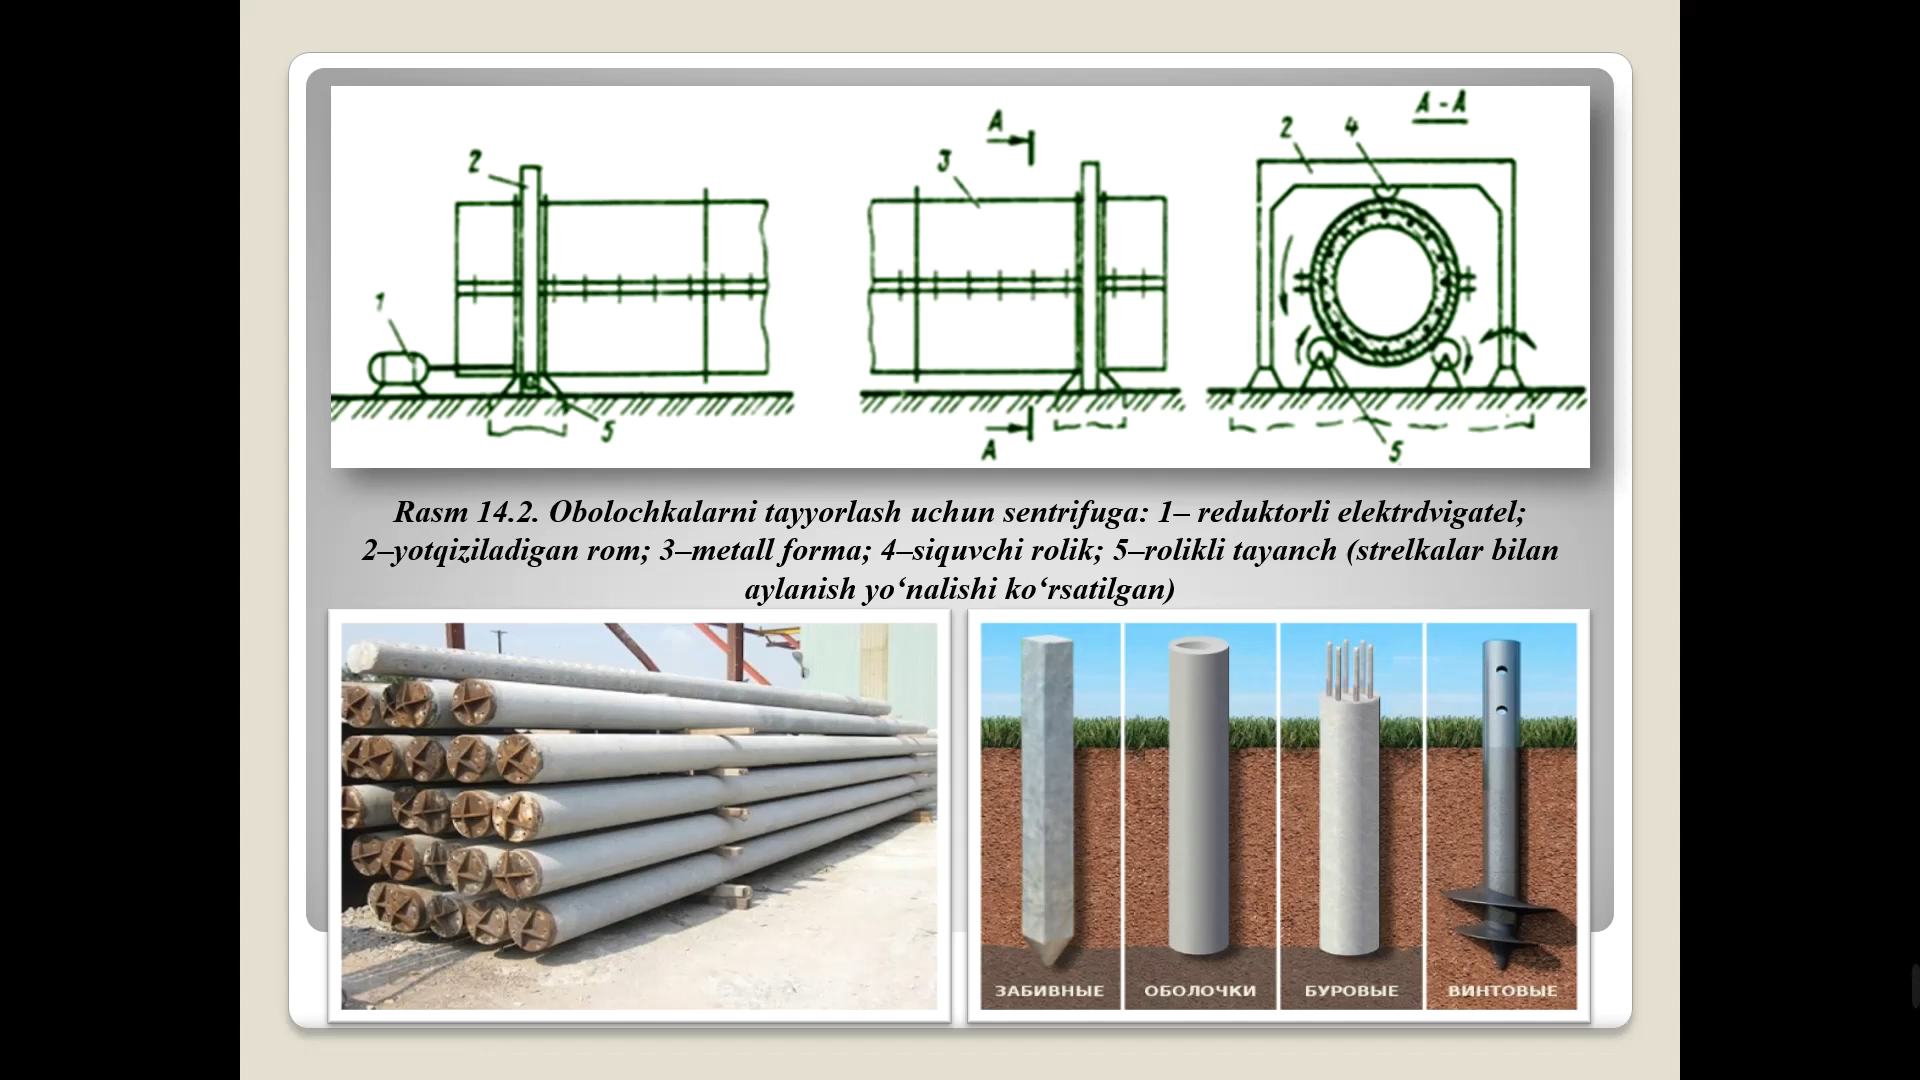 A
A - A
2
3
2
4
1
5
A
5
Rasm 14.2. Obolochkalarni tayyorlash uchun sentrifuga: 1– reduktorli elektrdvigatel;
2–yotqiziladigan rom; 3–metall forma; 4–siquvchi rolik; 5–rolikli tayanch (strelkalar bilan
aylanish yo‘nalishi ko‘rsatilgan)
ЗАБИВНЫЕ
ОБОЛОЧКИ
БУРОВЫЕ
ВИНТОВЫЕ